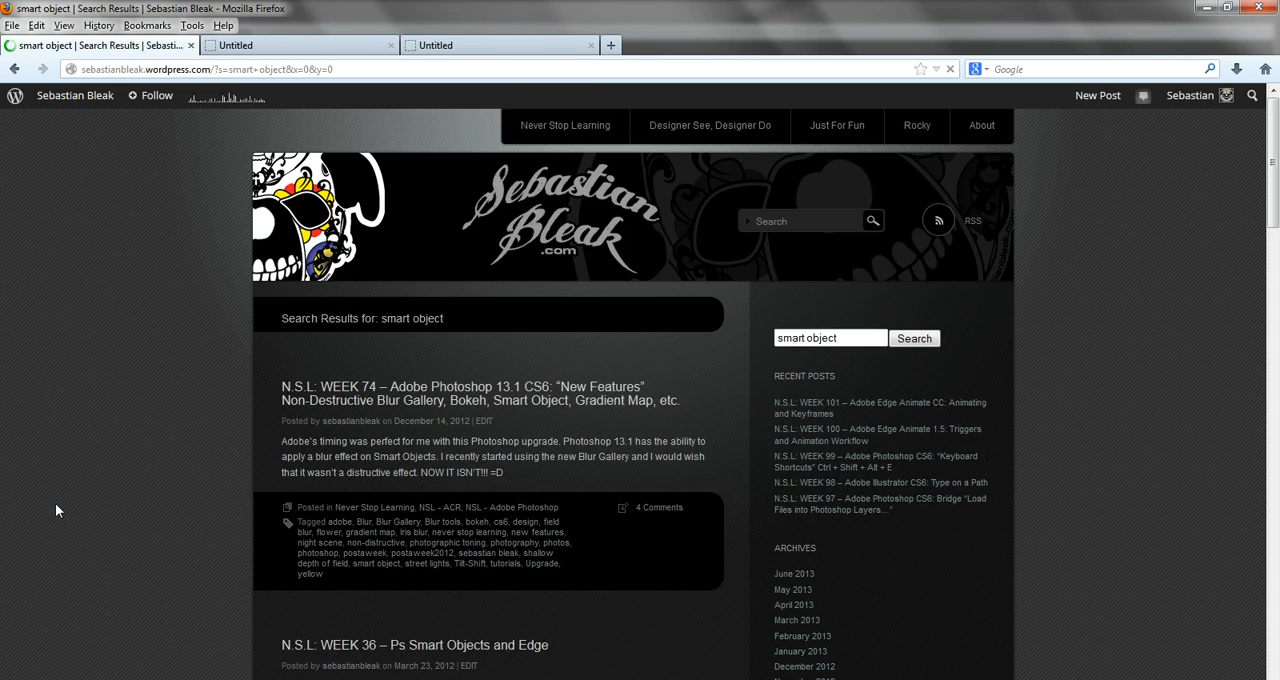 smart object | Search Results | Sebastian Bleak - Mozilla Firefox
File Edit View History Bookmarks Tools Help
smart object | Search Results | Sebasti... × Untitled × Untitled × +
sebastianbleak.wordpress.com/?s=smart+object&x=0&y=0 Google
Sebastian Bleak Follow New Post Sebastian
Never Stop Learning Designer See, Designer Do Just For Fun Rocky About
Sebastian
Bleak
.com
Search RSS
Search Results for: smart object
smart object Search
N.S.L: WEEK 74 – Adobe Photoshop 13.1 CS6: “New Features”
Non-Destructive Blur Gallery, Bokeh, Smart Object, Gradient Map, etc.
Posted by sebastianbleak on December 14, 2012 | EDIT
Adobe's timing was perfect for me with this Photoshop upgrade. Photoshop 13.1 has the ability to
apply a blur effect on Smart Objects. I recently started using the new Blur Gallery and I would wish
that it wasn't a distructive effect. NOW IT ISN'T!!! =D
Posted in Never Stop Learning, NSL - ACR, NSL - Adobe Photoshop 4 Comments
Tagged adobe, Blur, Blur Gallery, Blur tools, bokeh, cs6, design, field
blur, flower, gradient map, Iris blur, never stop learning, new features,
night scene, non-distructive, photographic toning, photography, photos,
photoshop, postaweek, postaweek2012, sebastian bleak, shallow
depth of field, smart object, street lights, Tilt-Shift, tutorials, Upgrade,
yellow
N.S.L: WEEK 36 – Ps Smart Objects and Edge
Posted by sebastianbleak on March 23, 2012 | EDIT
RECENT POSTS
N.S.L: WEEK 101 – Adobe Edge Animate CC: Animating
and Keyframes
N.S.L: WEEK 100 – Adobe Edge Animate 1.5: Triggers
and Animation Workflow
N.S.L: WEEK 99 – Adobe Photoshop CS6: “Keyboard
Shortcuts” Ctrl + Shift + Alt + E
N.S.L: WEEK 98 – Adobe Illustrator CS6: Type on a Path
N.S.L: WEEK 97 – Adobe Photoshop CS6: Bridge “Load
Files into Photoshop Layers…”
ARCHIVES
June 2013
May 2013
April 2013
March 2013
February 2013
January 2013
December 2012